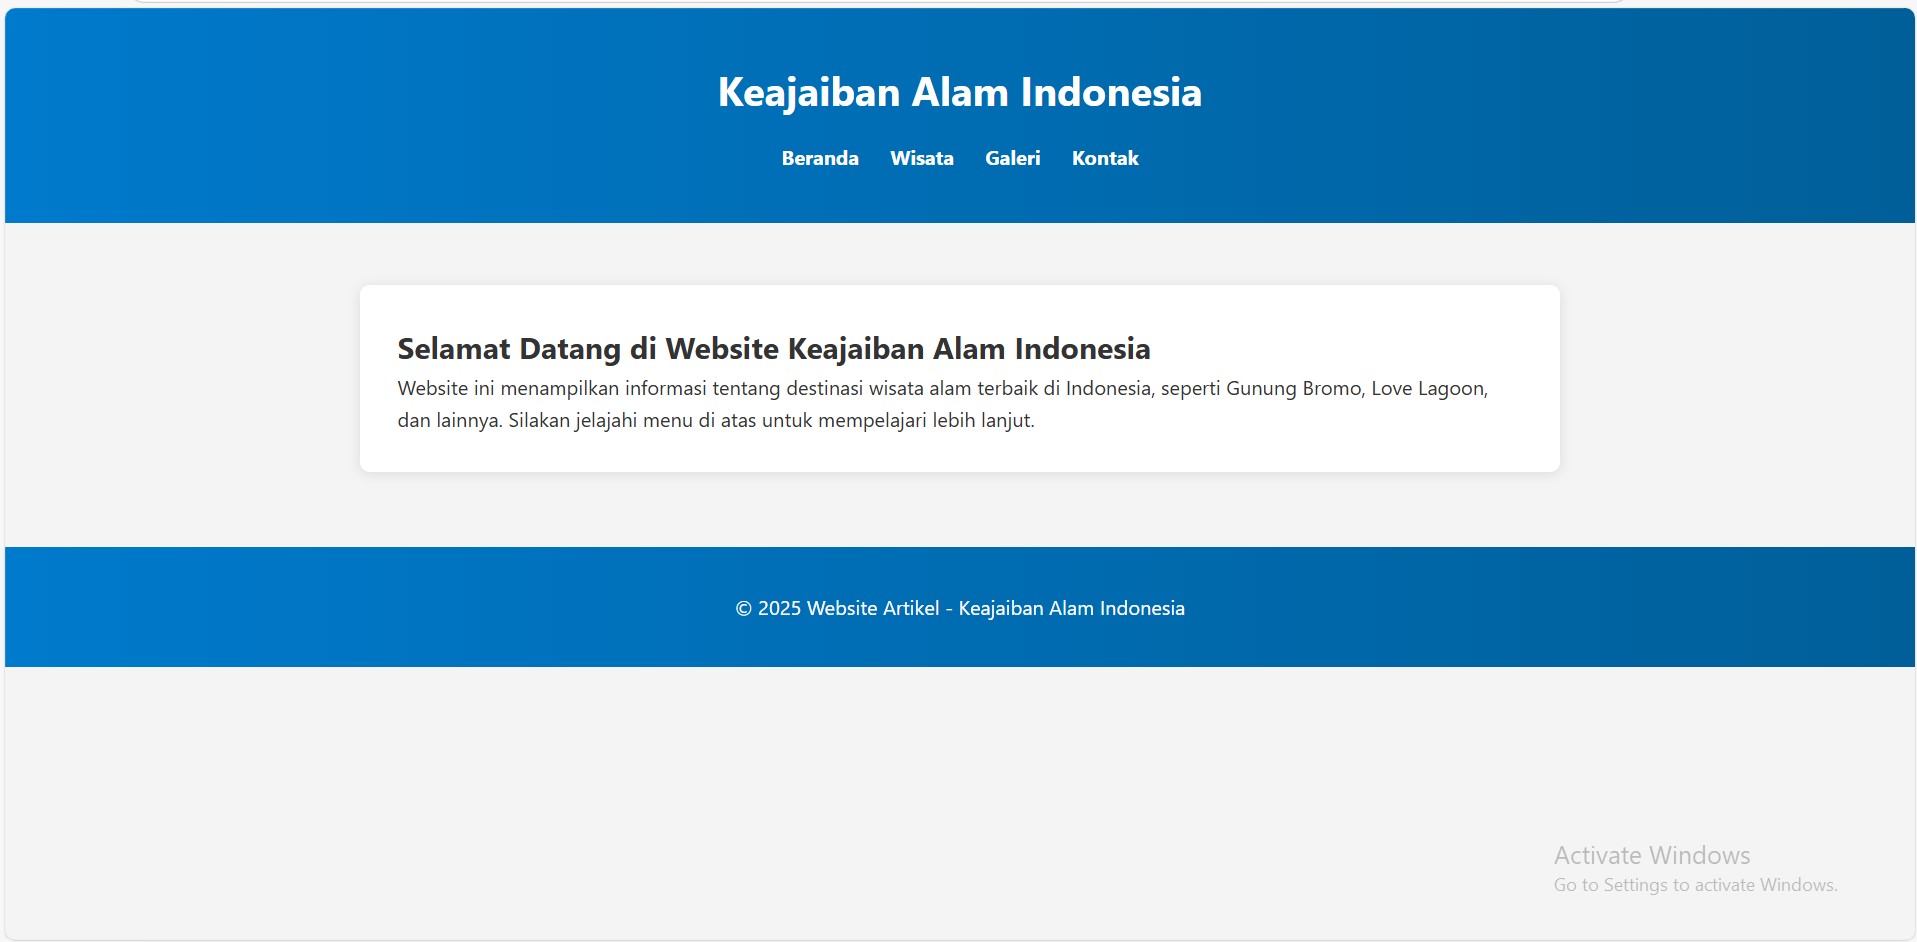 Keajaiban Alam Indonesia
Beranda Wisata Galeri Kontak
Selamat Datang di Website Keajaiban Alam Indonesia
Website ini menampilkan informasi tentang destinasi wisata alam terbaik di Indonesia, seperti Gunung Bromo, Love Lagoon,
dan lainnya. Silakan jelajahi menu di atas untuk mempelajari lebih lanjut.
© 2025 Website Artikel - Keajaiban Alam Indonesia
Activate Windows
Go to Settings to activate Windows.